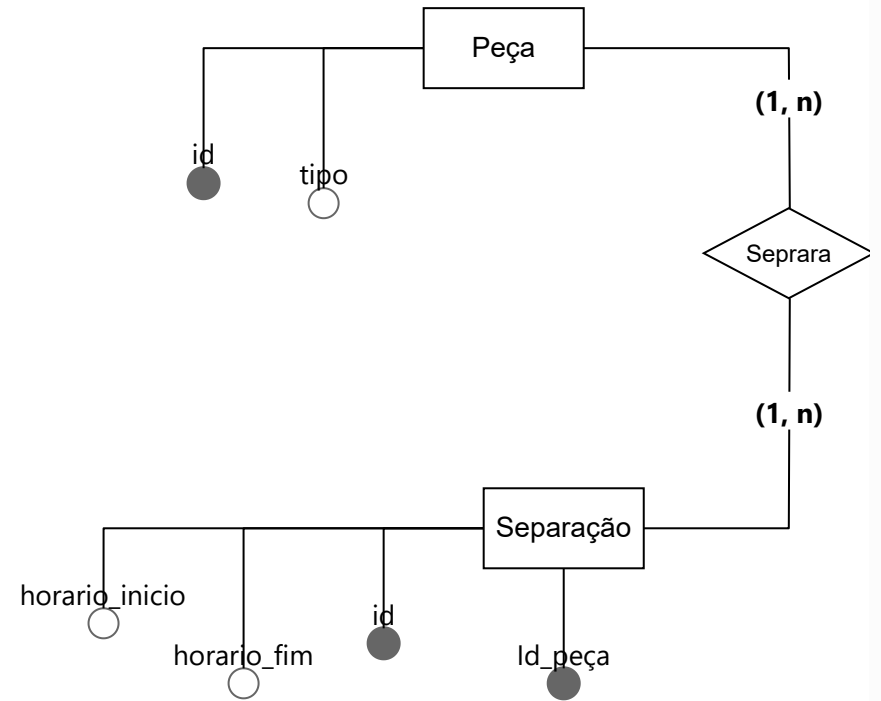 Peça
(1, n)
id
tipo
Seprara
(1, n)
Separação
horario_inicio
id
horario_fim
Id_peça